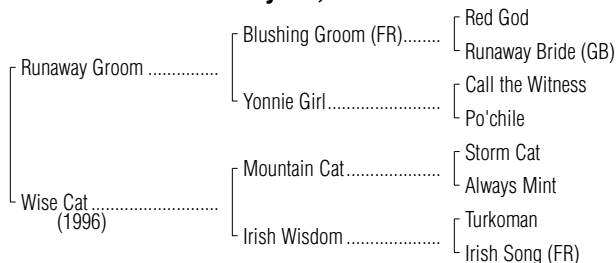 Red God
Blushing Groom (FR)........
Runaway Bride (GB)
Runaway Groom ...............
Call the Witness
Yonnie Girl........................
Po'chile
Storm Cat
Mountain Cat....................
Always Mint
Wise Cat ...........................
(1996)
Turkoman
Irish Wisdom ....................
Irish Song (FR)